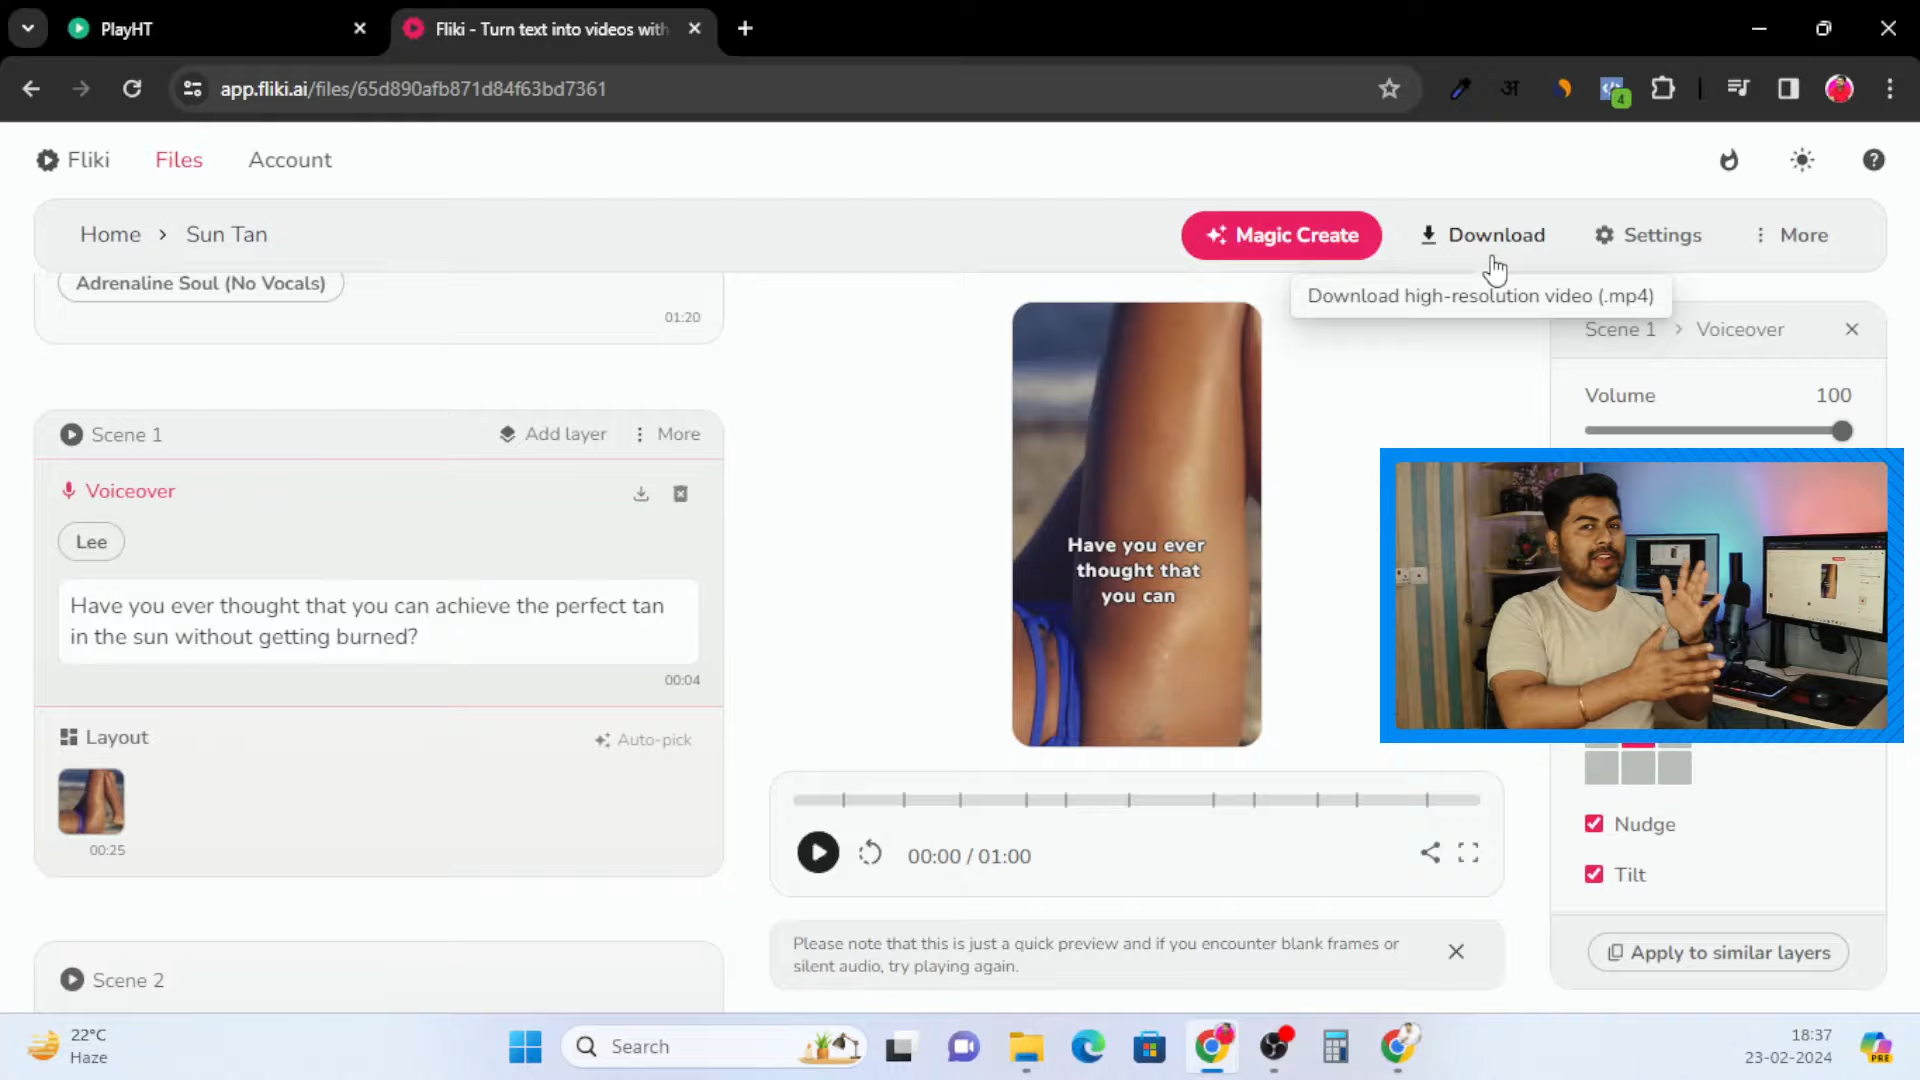 PlayHT
Fliki - Turn text into videos with
app.fliki.ai/files/65d890afb871d84f63bd7361
अ
4
Fliki
Files
Account
Home > Sun Tan
Magic Create
Download
Settings
More
Download high-resolution video (.mp4)
Adrenaline Soul (No Vocals)
01:20
Scene 1
Add layer
More
Voiceover
Lee
Have you ever thought that you can achieve the perfect tan
in the sun without getting burned?
00:04
Layout
Auto-pick
00:25
Scene 2
Have you ever
thought that
you can
00:00 / 01:00
Please note that this is just a quick preview and if you encounter blank frames or
silent audio, try playing again.
Scene 1 > Voiceover
Volume
100
Nudge
Tilt
Apply to similar layers
22°C
Haze
Search
18:37
23-02-2024
PRE